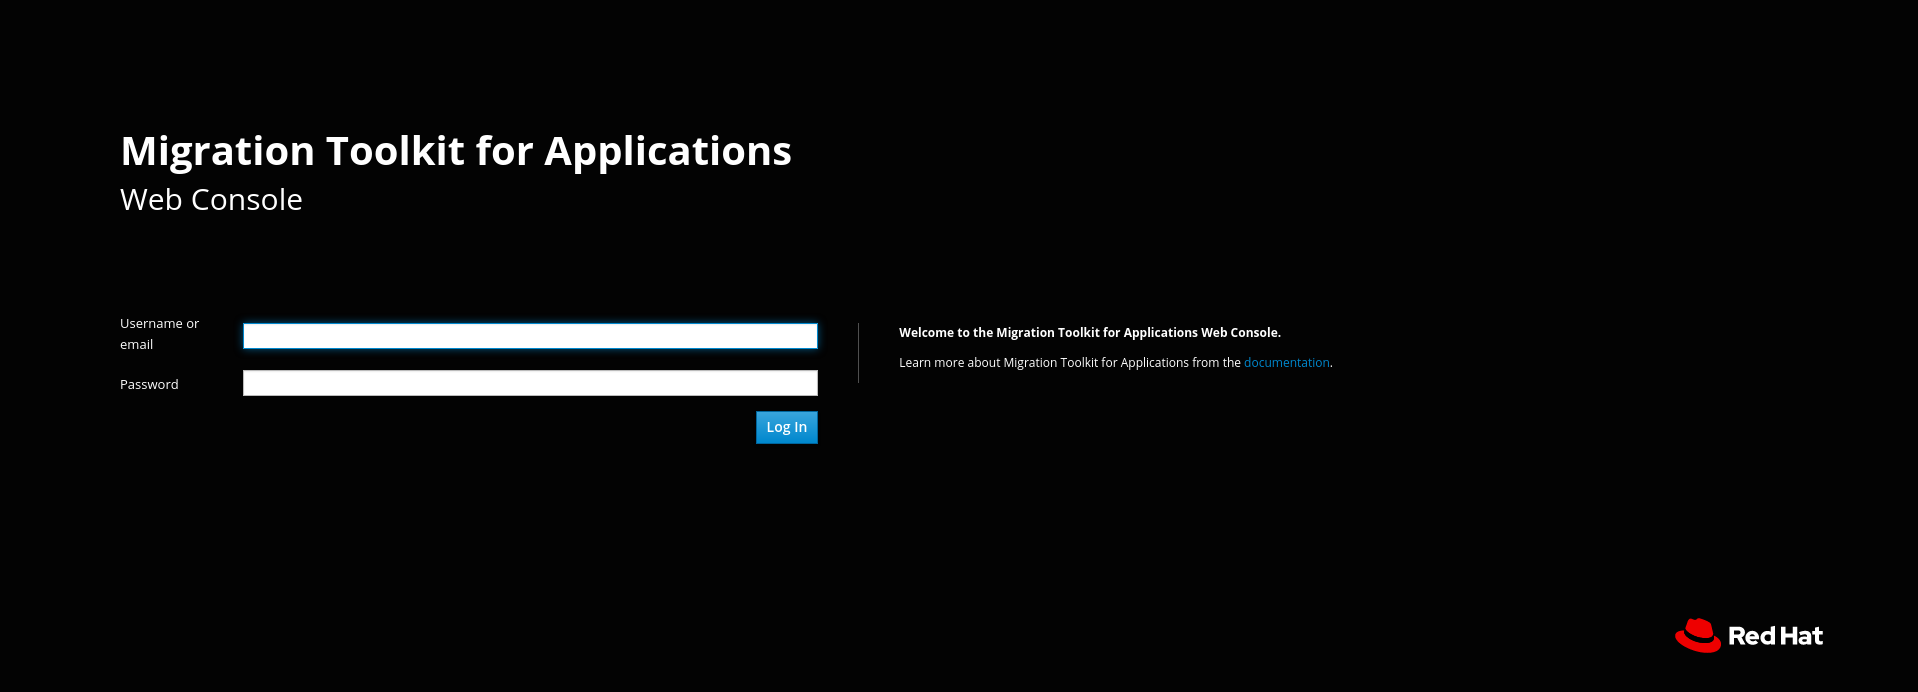 Migration Toolkit for Applications
Web Console
Username or
email
Password
Log In
Welcome to the Migration Toolkit for Applications Web Console.
Learn more about Migration Toolkit for Applications from the documentation.
Red Hat